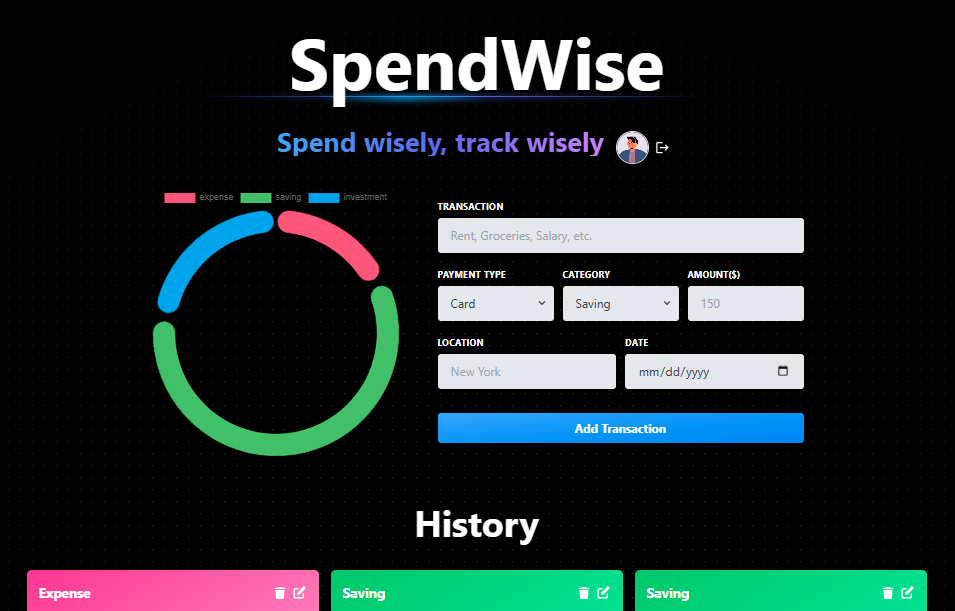 SpendWise
Spend wisely, track wisely
expense saving investment
TRANSACTION
Rent, Groceries, Salary, etc.
PAYMENT TYPE CATEGORY AMOUNT($)
Card Saving 150
LOCATION DATE
New York mm/dd/yyyy
Add Transaction
History
Expense Saving Saving